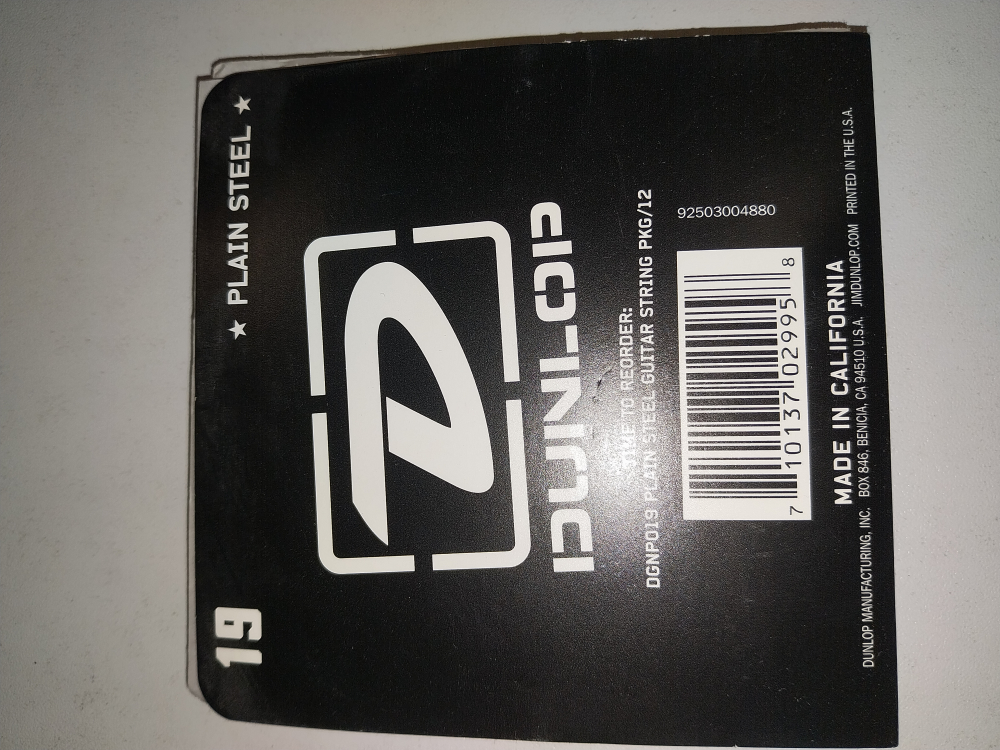 19 ★ PLAIN STEEL ★
DUNLOP
TIME TO REORDER:
DGNPO19 PLAIN STEEL GUITAR STRING PKG/12
92503004880
7 10137 02995 8
MADE IN CALIFORNIA
DUNLOP MANUFACTURING, INC. BOX 846, BENICIA, CA 94510 U.S.A. JIMDUNLOP.COM PRINTED IN THE U.S.A.